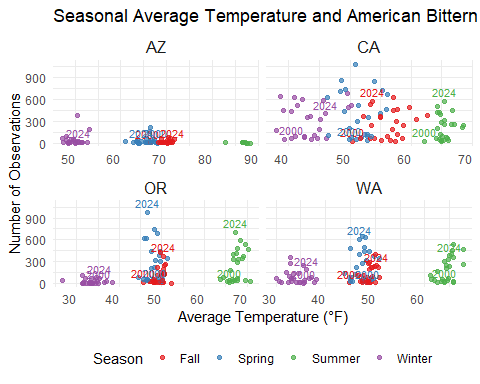 Seasonal Average Temperature and American Bittern
AZ CA
Number of Observations
900
600
300
0
2024 2024 2024
2000 2024
2024 2024 2024
2000 2000 2000
50 60 70 80 90 40 50 60 70
OR WA
900
600
300
0
2024 2024 2024 2024
2000
2024 2024 2024 2024
2000 2000
30 40 50 60 70 30 40 50 60
Average Temperature (°F)
Season Fall Spring Summer Winter